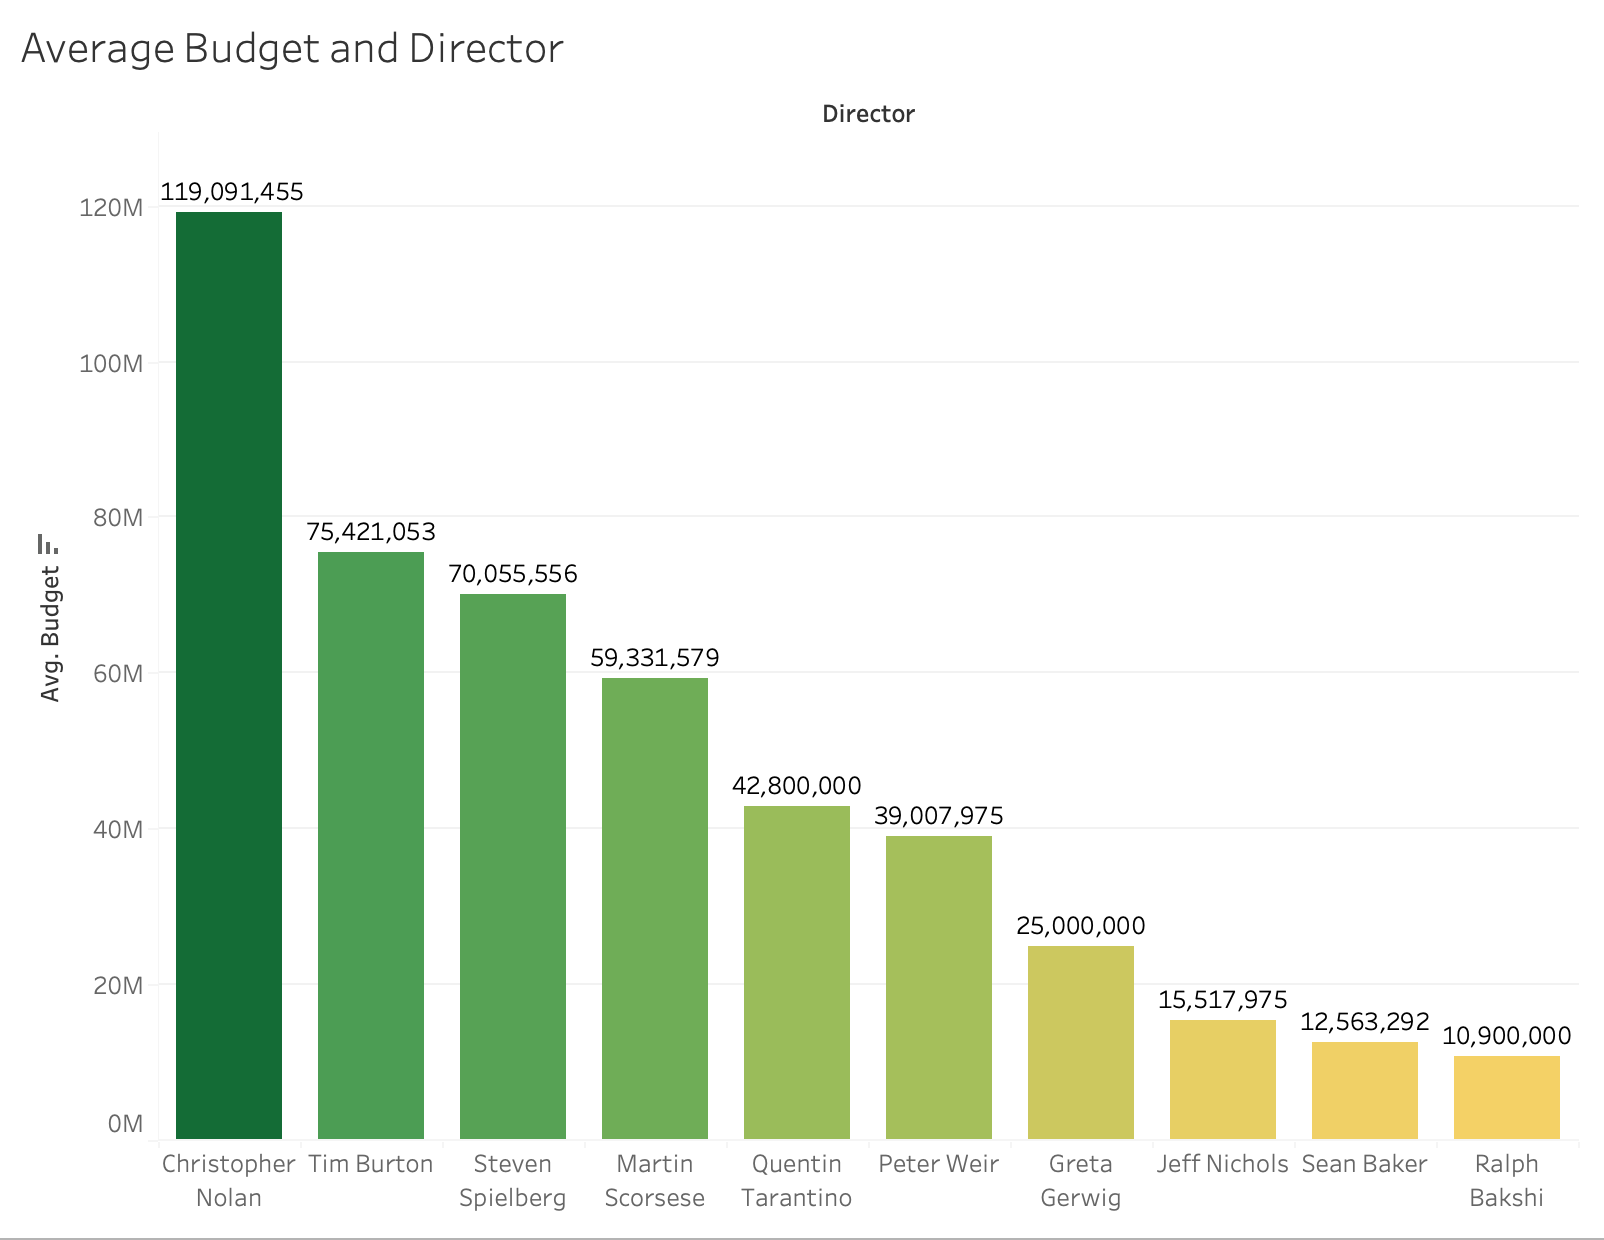 Average Budget and Director
Director
119,091,455
120M
100M
80M
75,421,053
70,055,556
Avg. Budget
60M
59,331,579
40M
42,800,000
39,007,975
25,000,000
20M
15,517,975
12,563,292
10,900,000
0M
Christopher Tim Burton Steven Martin Quentin Peter Weir Greta Jeff Nichols Sean Baker Ralph
Nolan Spielberg Scorsese Tarantino Gerwig Bakshi